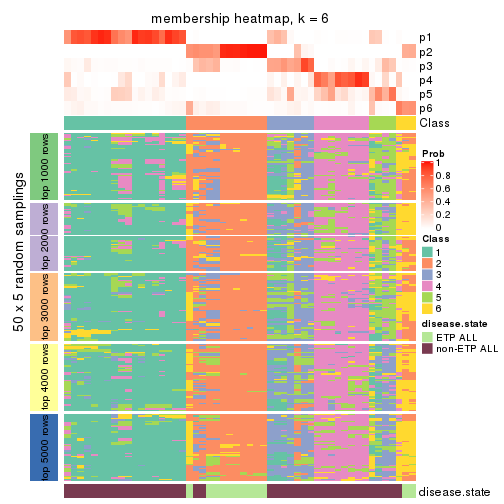 membership heatmap, k = 6
p1
p2
p3
p4
p5
p6
Class
50 x 5 random samplings
top 1000 rows
top 2000 rows
top 3000 rows
top 4000 rows
top 5000 rows
Prob
1
0.8
0.6
0.4
0.2
0
Class
1
2
3
4
5
6
disease.state
ETP ALL
non-ETP ALL
disease.state